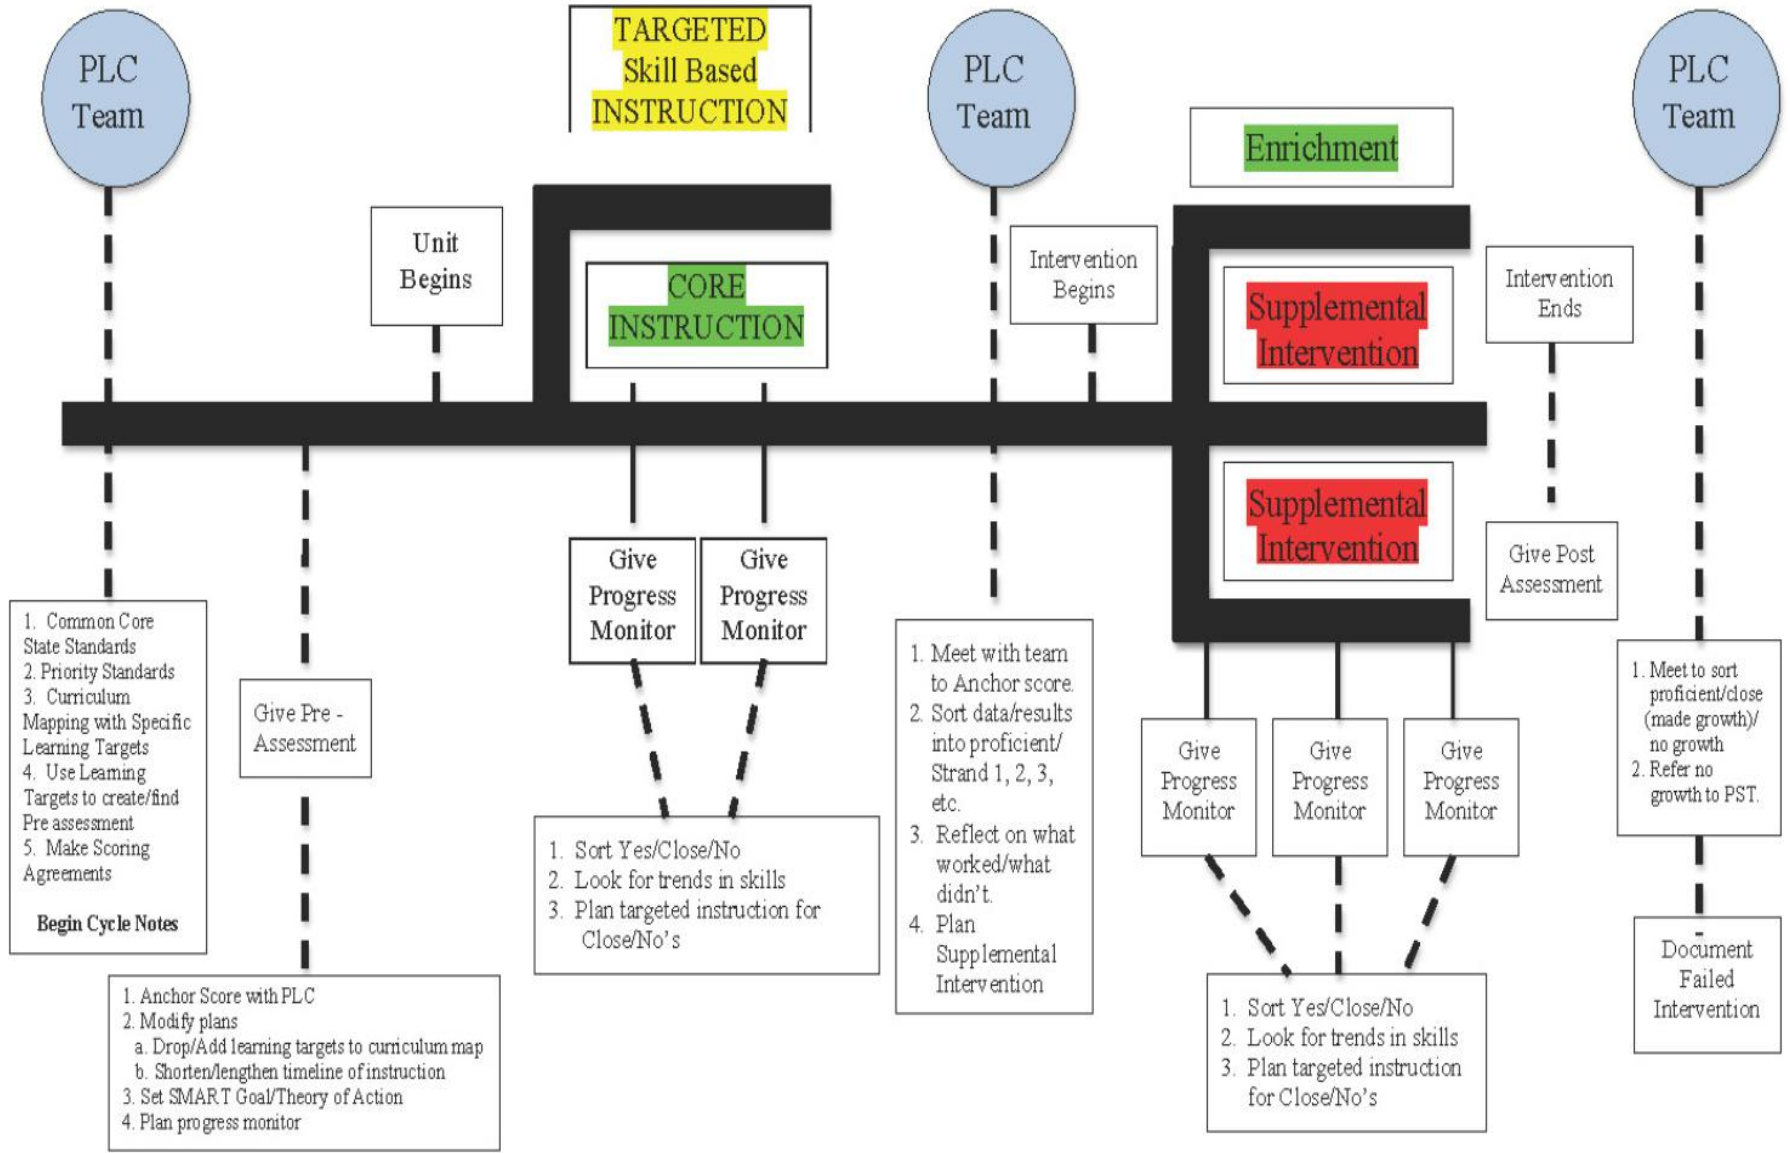 PLC
Team
TARGETED
Skill Based
INSTRUCTION
PLC
Team
PLC
Team
Enrichment
Unit
Begins
CORE
INSTRUCTION
Intervention
Begins
Supplemental
Intervention
Intervention
Ends
Supplemental
Intervention
Give Post
Assessment
Give
Progress
Monitor
Give
Progress
Monitor
1. Common Core
State Standards
2. Priority Standards
3. Curriculum
Mapping with Specific
Learning Targets
4. Use Learning
Targets to create/find
Pre assessment
5. Make Scoring
Agreements
Begin Cycle Notes
Give Pre -
Assessment
1. Anchor Score with PLC
2. Modify plans
a. Drop/Add learning targets to curriculum map
b. Shorten/lengthen timeline of instruction
3. Set SMART Goal/Theory of Action
4. Plan progress monitor
1. Sort Yes/Close/No
2. Look for trends in skills
3. Plan targeted instruction for
Close/No's
1. Meet with team
to Anchor score.
2. Sort data/results
into proficient/
Strand 1, 2, 3,
etc.
3. Reflect on what
worked/what
didn't.
4. Plan
Supplemental
Intervention
Give
Progress
Monitor
Give
Progress
Monitor
Give
Progress
Monitor
1. Sort Yes/Close/No
2. Look for trends in skills
3. Plan targeted instruction
for Close/No's
1. Meet to sort
proficient/close
(made growth)/
no growth
2. Refer no
growth to PST.
Document
Failed
Intervention